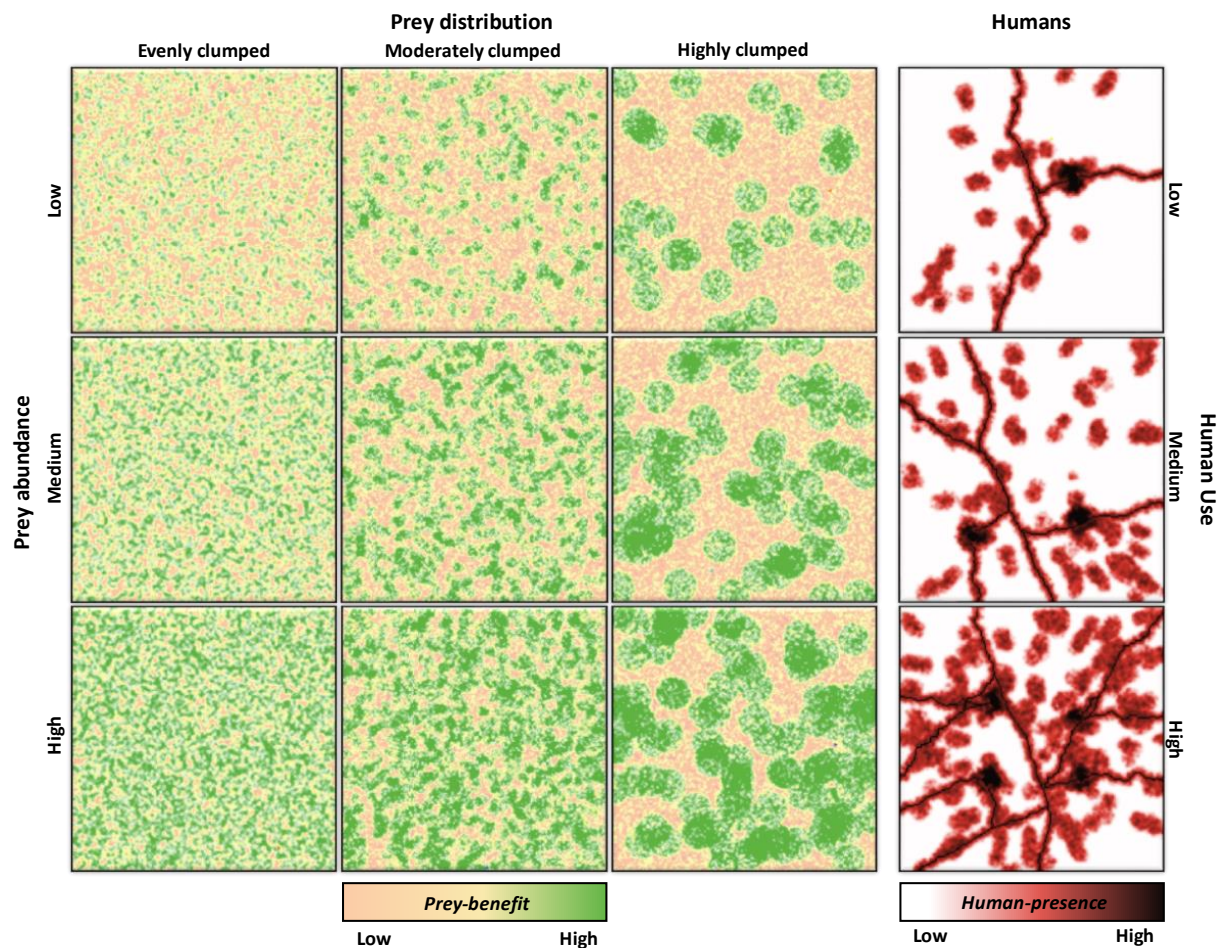 Prey distribution
Humans
Evenly clumped
Moderately clumped
Highly clumped
Prey abundance
Low
Medium
High
Low
Medium
High
Human Use
Prey-benefit
Low
High
Human-presence
Low
High